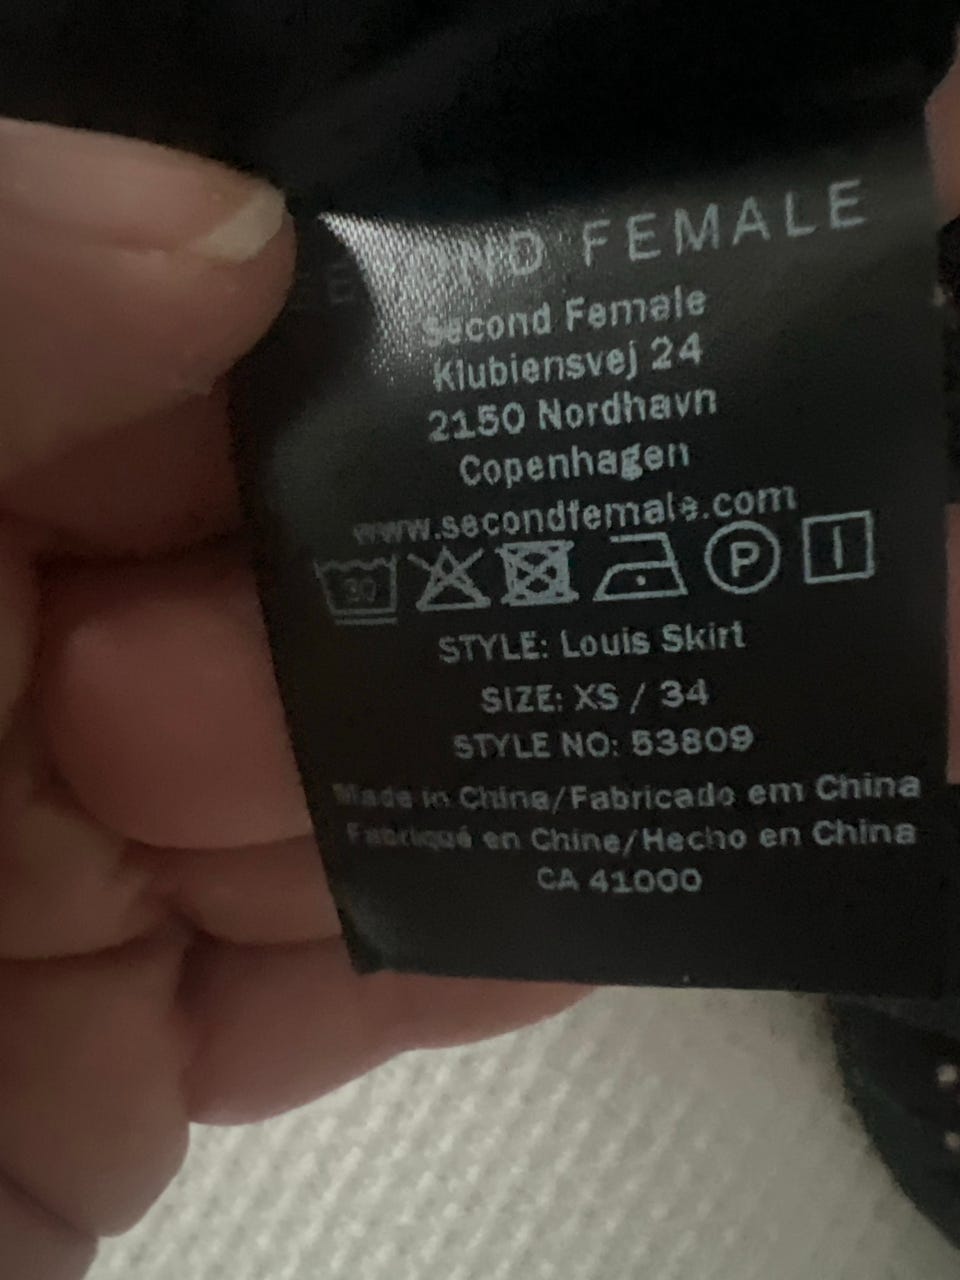 SECOND FEMALE
Second Female
Klubiensvej 24
2150 Nordhavn
Copenhagen
www.secondfemale.com
30 P
STYLE: Louis Skirt
SIZE: XS / 34
STYLE NO: 53809
Made in China/Fabricado em China
Fabriqué en Chine/Hecho en China
CA 41000